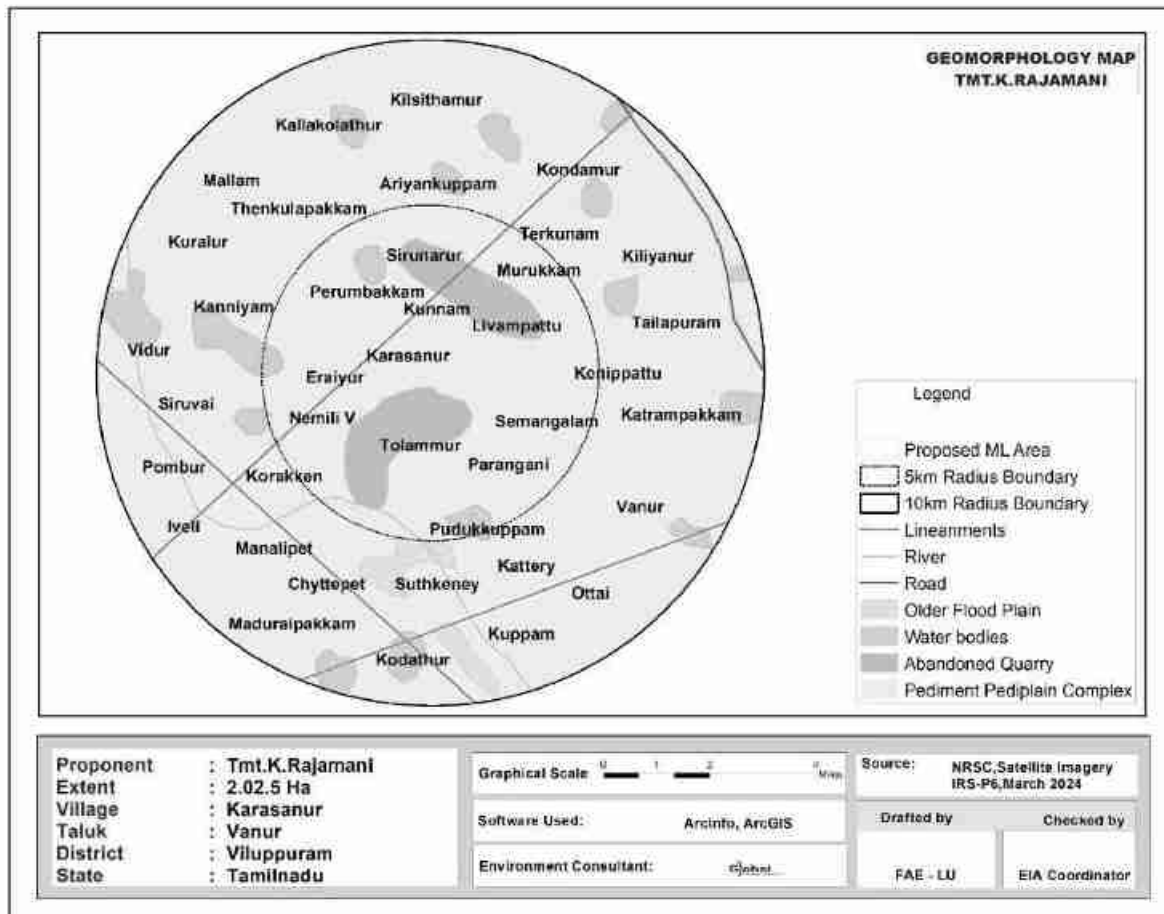 GEOMORPHOLOGY MAP
TMT.K.RAJAMANI
Kilsithamur
Kallakolathur
Kondamur
Mallam
Ariyankuppam
Thenkulapakkam
Terkunam
Kuralur
Sirunarur
Kiliyanur
Murukkam
Perumbakkam
Kanniyam
Kunnam
Livampattu
Tailapuram
Vidur
Karasanur
Eraiyur
Kenippattu
Siruvai
Nemili V
Semangalam
Katrampakkam
Tolammur
Pombur
Korakken
Parangani
Vanur
Iveli
Pudukkuppam
Manalipet
Kattery
Chyttepet
Suthkeney
Ottai
Maduraipakkam
Kuppam
Kodathur
Legend
Proposed ML Area
5km Radius Boundary
10km Radius Boundary
Lineanments
River
Road
Older Flood Plain
Water bodies
Abandoned Quarry
Pediment Pediplain Complex
Proponent : Tmt.K.Rajamani
Extent : 2.02.5 Ha
Village : Karasanur
Taluk : Vanur
District : Viluppuram
State : Tamilnadu
Graphical Scale 0 1 2
Software Used: Arcinfo, ArcGIS
Environment Consultant:
Source: NRSC,Satellite Imagery
IRS-P6,March 2024
Drafted by Checked by
FAE - LU EIA Coordinator